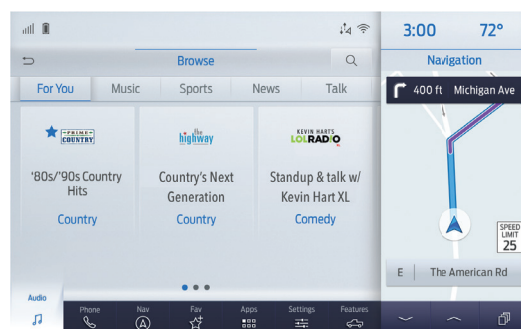 3:00 72°
Browse
Navigation
For You Music Sports News Talk
400 ft Michigan Ave
PRIME COUNTRY
the highway
KEVIN HARTS
LOL RADIO
'80s/'90s Country Hits
Country
Country's Next Generation
Country
Standup & talk w/ Kevin Hart XL
Comedy
SPEED
LIMIT
25
E The American Rd
Audio
Phone Nav Fav Apps Settings Features